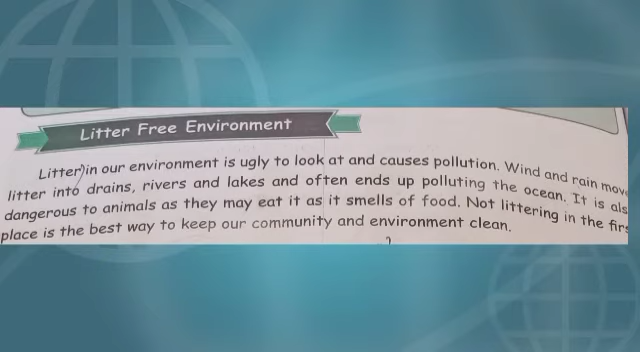 Litter Free Environment
Litter in our environment is ugly to look at and causes pollution. Wind and rain move
litter into drains, rivers and lakes and often ends up polluting the ocean. It is als
dangerous to animals as they may eat it as it smells of food. Not littering in the firs
place is the best way to keep our community and environment clean.